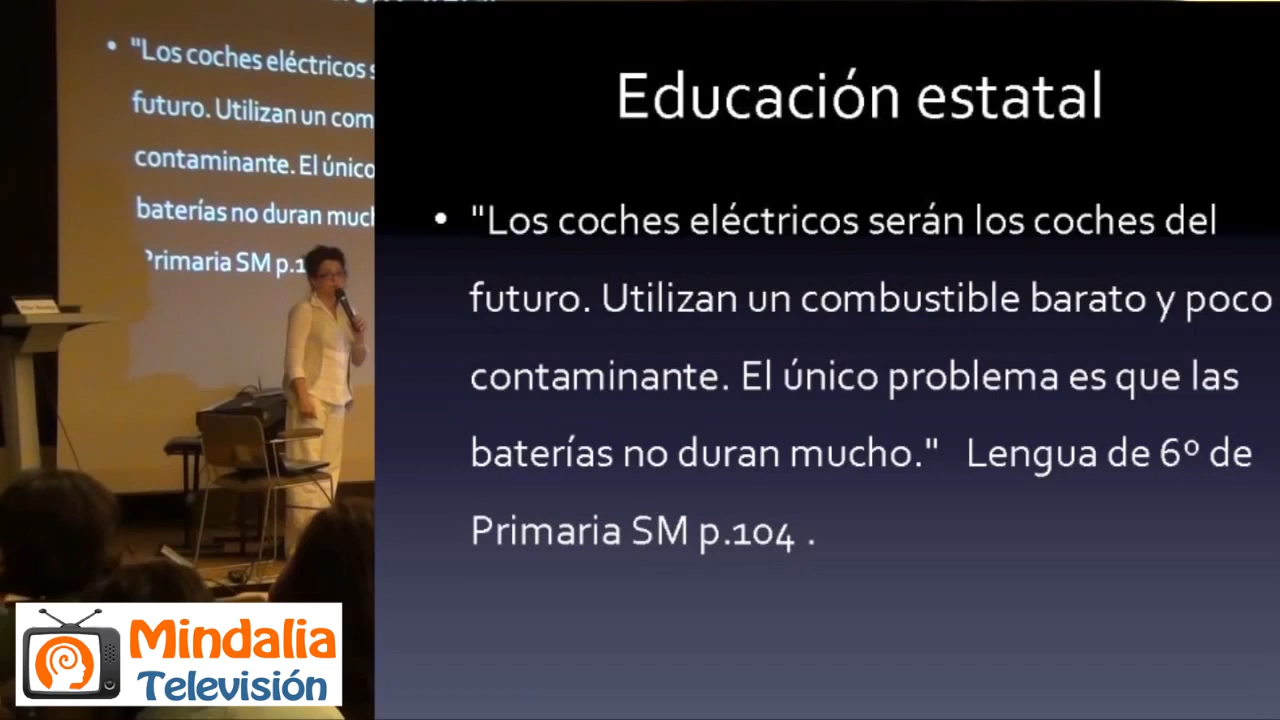 "Los coches eléctricos
futuro. Utilizan un com
contaminante. El único
baterías no duran much
Primaria SM p.1
Educación estatal
• "Los coches eléctricos serán los coches del
futuro. Utilizan un combustible barato y poco
contaminante. El único problema es que las
baterías no duran mucho." Lengua de 6º de
Primaria SM p.104 .
Mindalia
Televisión